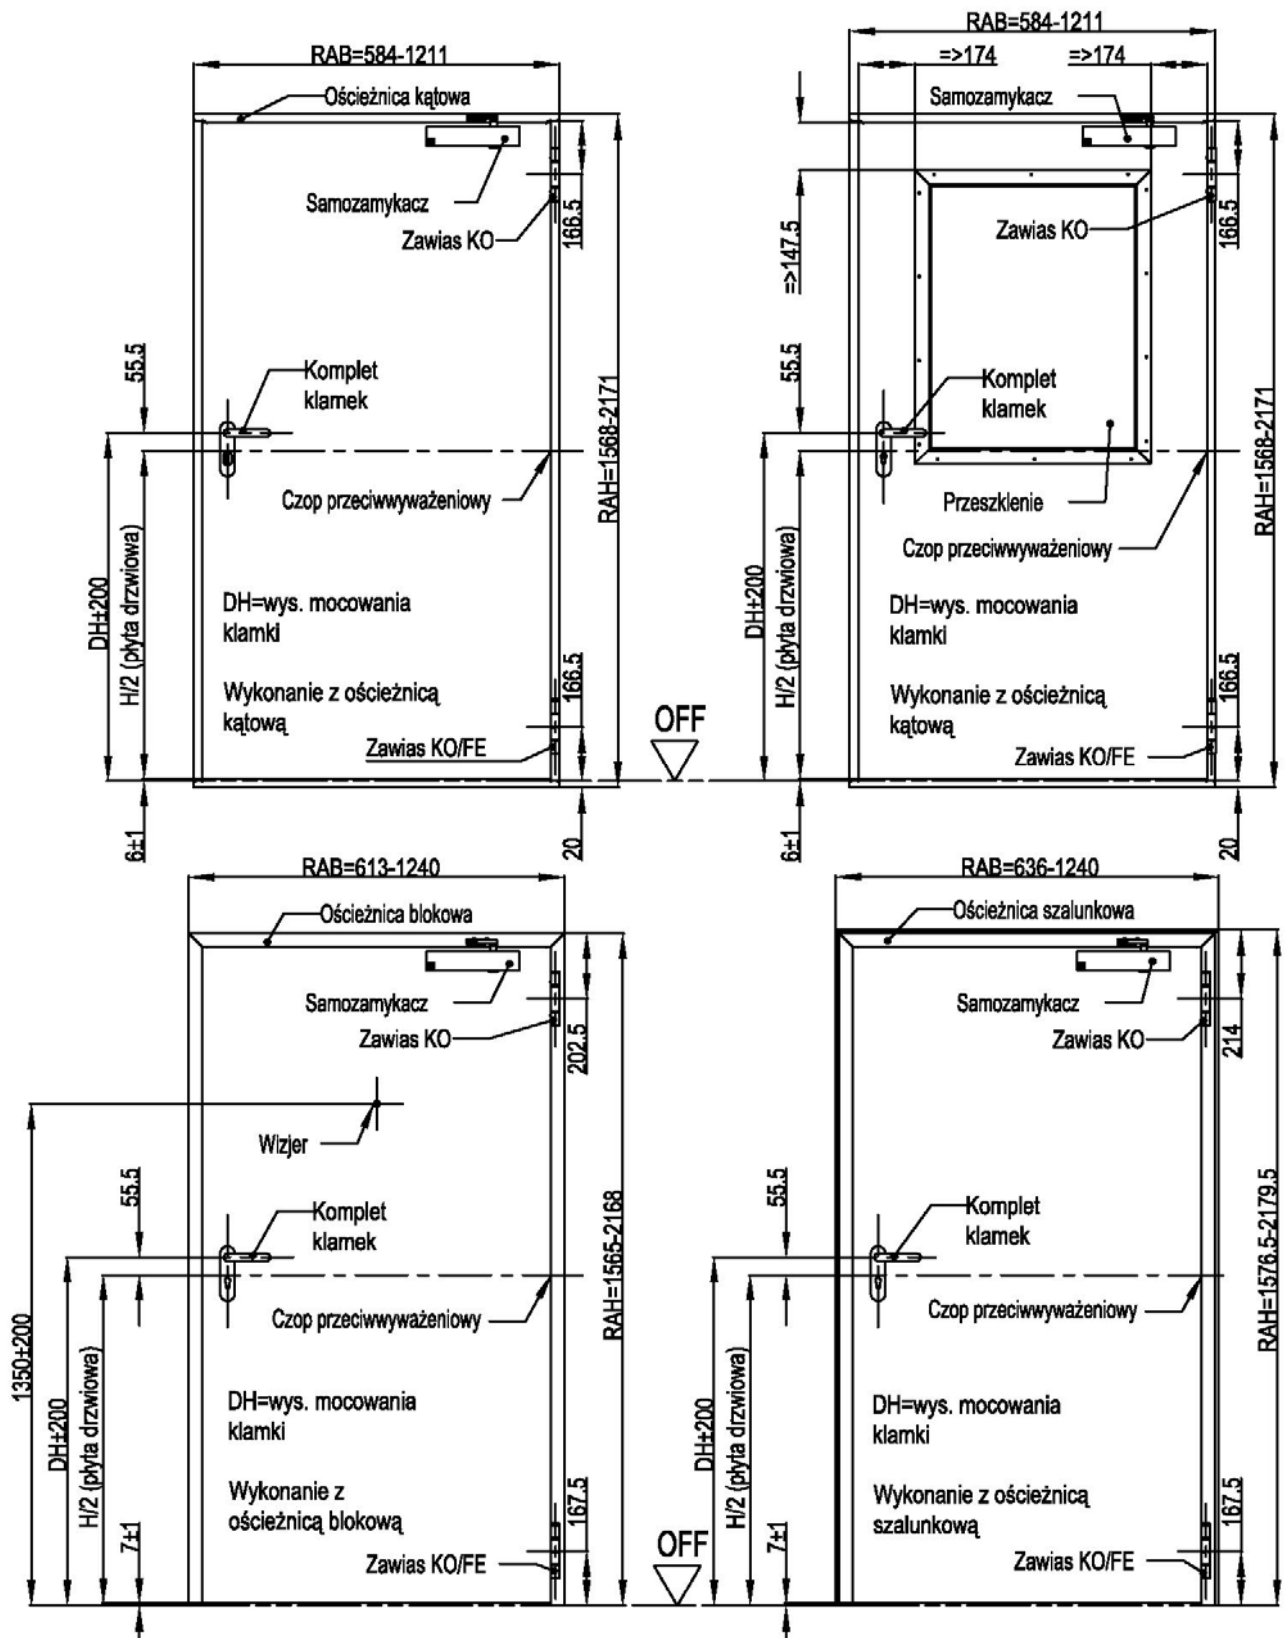 RAB=584-1211
Ościeżnica kątowa
Samozamykacz
Zawias KO
166.5
55.5
Komplet
klamek
RAH=1568-2171
Czop przeciwwyważeniowy
DH±200
H/2 (płyta drzwiowa)
DH=wys. mocowania
klamki
166.5
Wykonanie z ościeżnicą
kątową
Zawias KO/FE
6±1
20
OFF
RAB=584-1211
=>174
=>174
Samozamykacz
Zawias KO
166.5
=>147.5
55.5
Komplet
klamek
RAH=1568-2171
Przeszklenie
Czop przeciwwyważeniowy
DH±200
H/2 (płyta drzwiowa)
DH=wys. mocowania
klamki
166.5
Wykonanie z ościeżnicą
kątową
Zawias KO/FE
6±1
20
RAB=613-1240
Ościeżnica blokowa
Samozamykacz
Zawias KO
202.5
Wizjer
1350±200
55.5
Komplet
klamek
RAH=1565-2168
Czop przeciwwyważeniowy
DH±200
H/2 (płyta drzwiowa)
DH=wys. mocowania
klamki
Wykonanie z
ościeżnicą blokową
167.5
7±1
Zawias KO/FE
OFF
RAB=636-1240
Ościeżnica szalunkowa
Samozamykacz
Zawias KO
214
55.5
Komplet
klamek
RAH=1576.5-2179.5
Czop przeciwwyważeniowy
DH±200
H/2 (płyta drzwiowa)
DH=wys. mocowania
klamki
Wykonanie z ościeżnicą
szalunkową
167.5
7±1
Zawias KO/FE